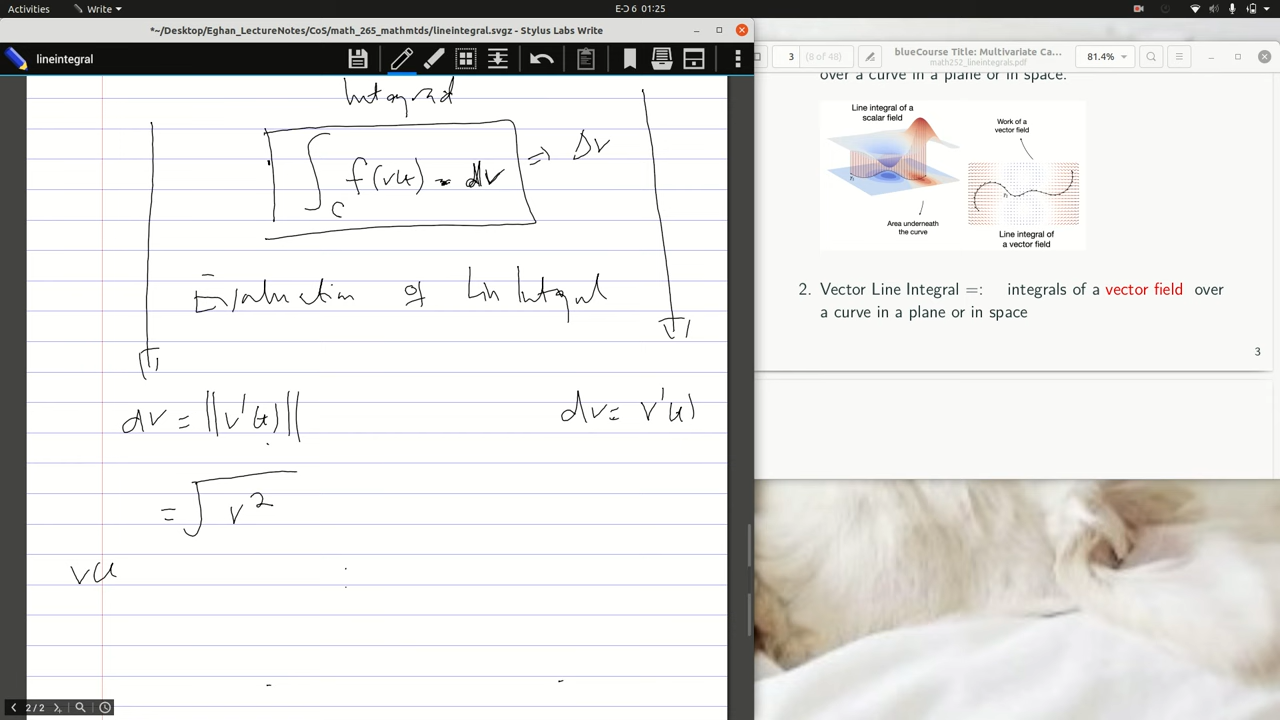 Activities Write E-Ɔ 6 01:25
*~/Desktop/Eghan_LectureNotes/CoS/math_265_mathmtds/lineintegral.svgz - Stylus Labs Write
lineintegral
Integral
∫ f(v(t) - dv ⇒ Δv
C
Evaluation of Lin Integral
dv = ||v'(t)||
dv = v'(t)
= √v²
v(t
2 / 2
3 (8 of 48)
blueCourse Title: Multivariate Ca...
math252_lineintegrals.pdf
81.4%
over a curve in a plane or in space.
Line integral of a
scalar field
Area underneath
the curve
Work of a
vector field
Line integral of
a vector field
2. Vector Line Integral =: integrals of a vector field over
a curve in a plane or in space
3